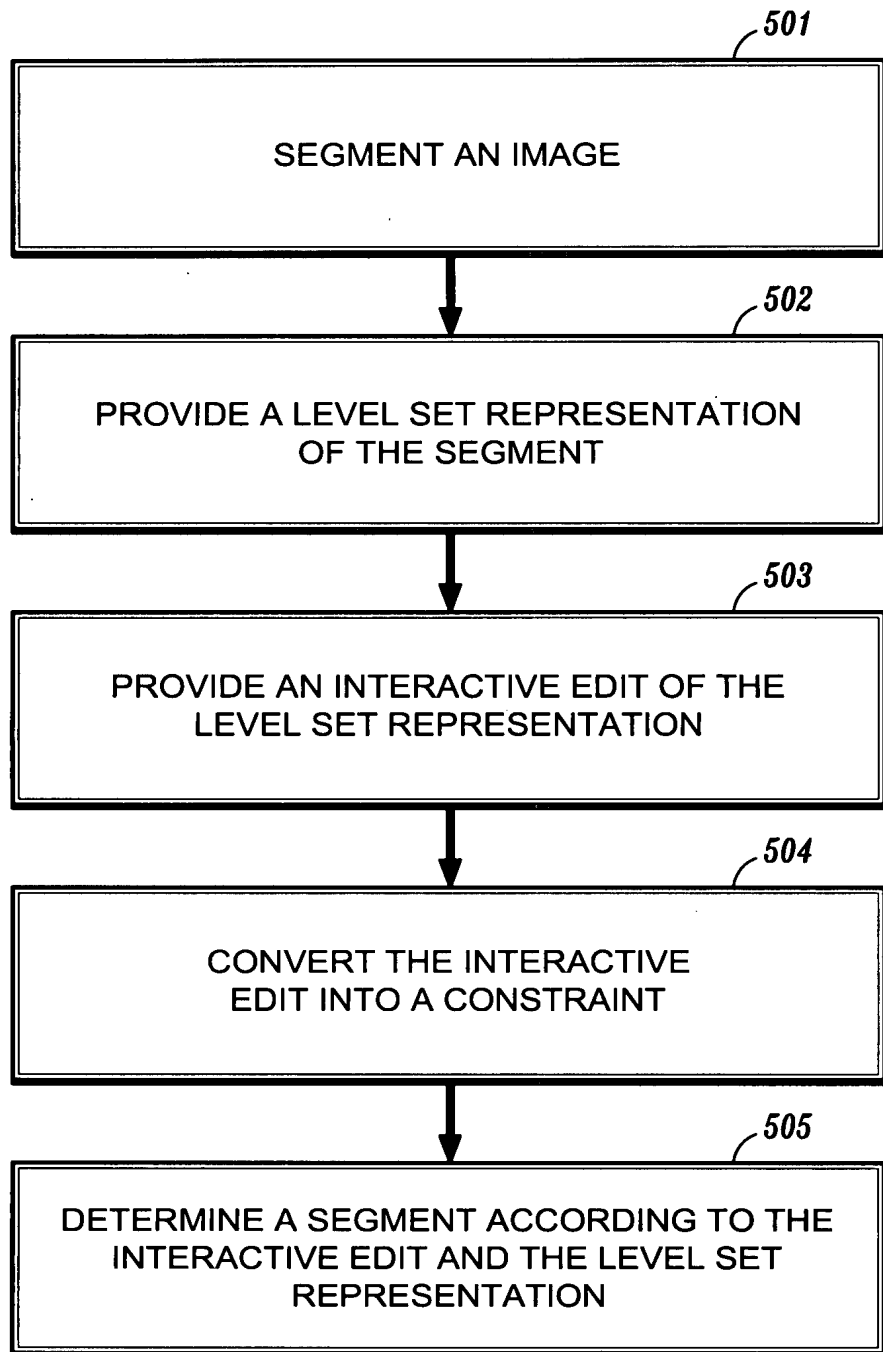 501
SEGMENT AN IMAGE
502
PROVIDE A LEVEL SET REPRESENTATION
OF THE SEGMENT
503
PROVIDE AN INTERACTIVE EDIT OF THE
LEVEL SET REPRESENTATION
504
CONVERT THE INTERACTIVE
EDIT INTO A CONSTRAINT
505
DETERMINE A SEGMENT ACCORDING TO THE
INTERACTIVE EDIT AND THE LEVEL SET
REPRESENTATION